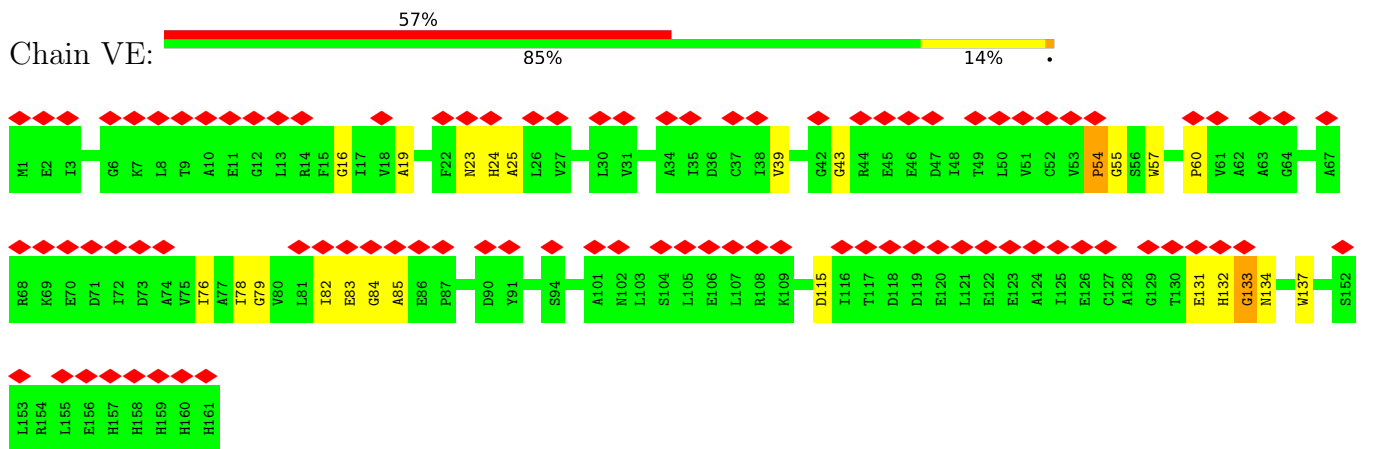 57%
Chain VE:
85% 14% •
M1 E2 I3 G6 K7 L8 T9 A10 E11 G12 L13 R14 F15 G16 I17 V18 A19 F22 N23 H24 A25 L26 V27 L30 V31 A34 I35 D36 C37 I38 V39 G42 G43 R44 E45 E46 D47 I48 T49 L50 V51 C52 V53 P54 G55 S56 W57 P60 V61 A62 A63 G64 A67
R68 K69 E70 D71 I72 D73 A74 V75 I76 A77 I78 G79 V80 L81 I82 E83 G84 A85 E86 P87 D90 Y91 S94 A101 N102 L103 S104 L105 E106 L107 R108 K109 D115 I116 T117 D118 D119 E120 L121 E122 E123 A124 I125 E126 C127 A128 G129 T130 E131 H132 G133 N134 W137 S152
L153 R154 L155 E156 H157 H158 H159 H160 H161